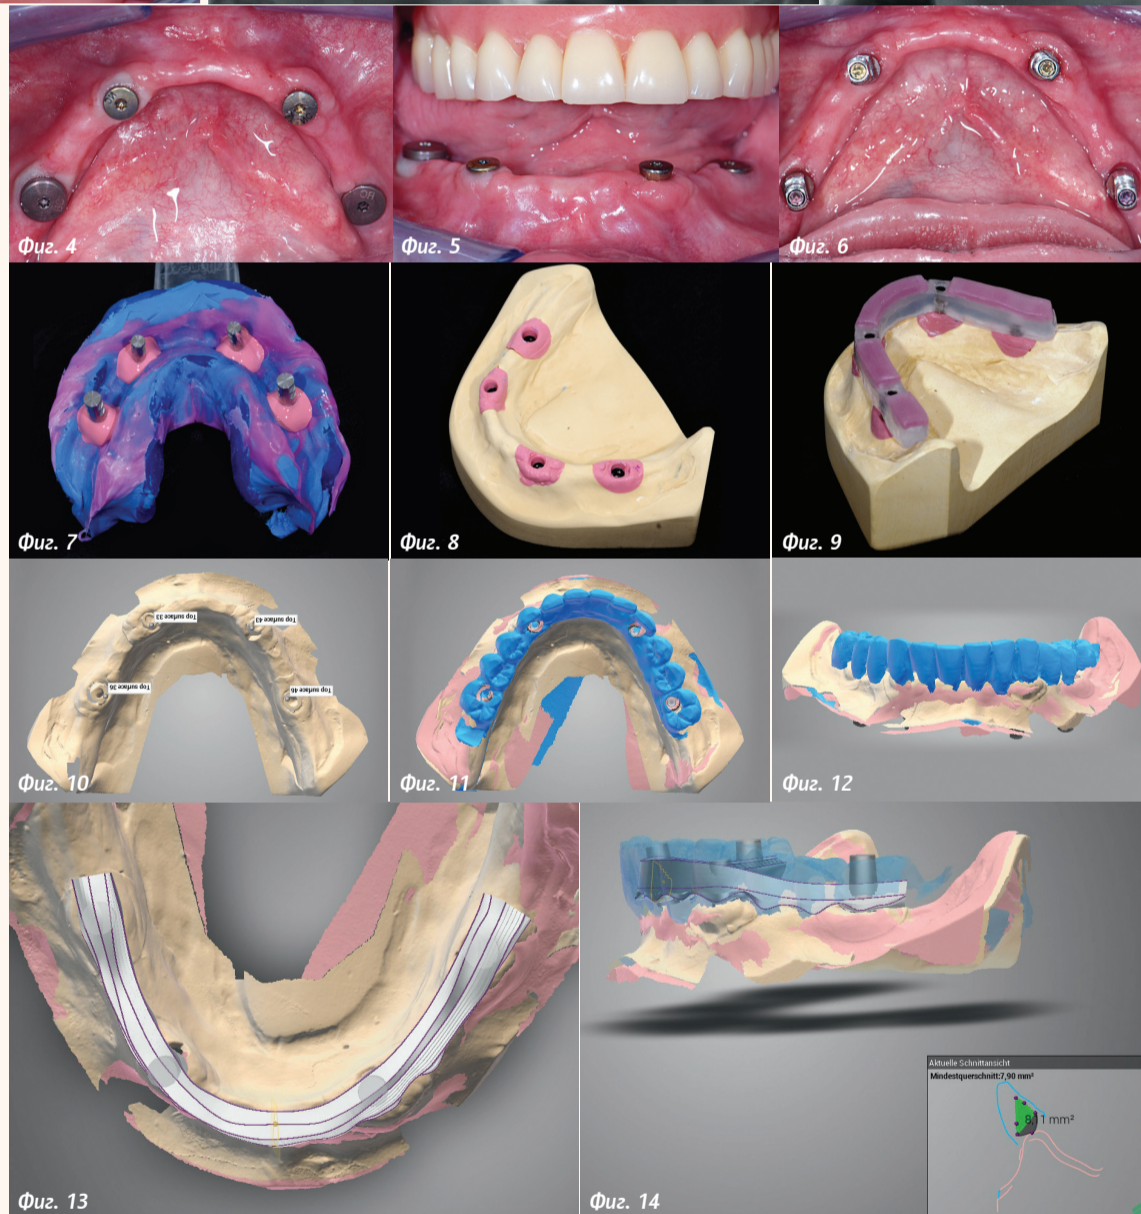 Фиг. 4
Фиг. 5
Фиг. 6
Фиг. 7
Фиг. 8
Фиг. 9
Top surface 33
Top surface 43
Top surface 36
Top surface 46
Фиг. 10
Фиг. 11
Фиг. 12
Фиг. 13
Aktuelle Schnittansicht
Mindestquerschnitt:7,90 mm²
mm²
Фиг. 14